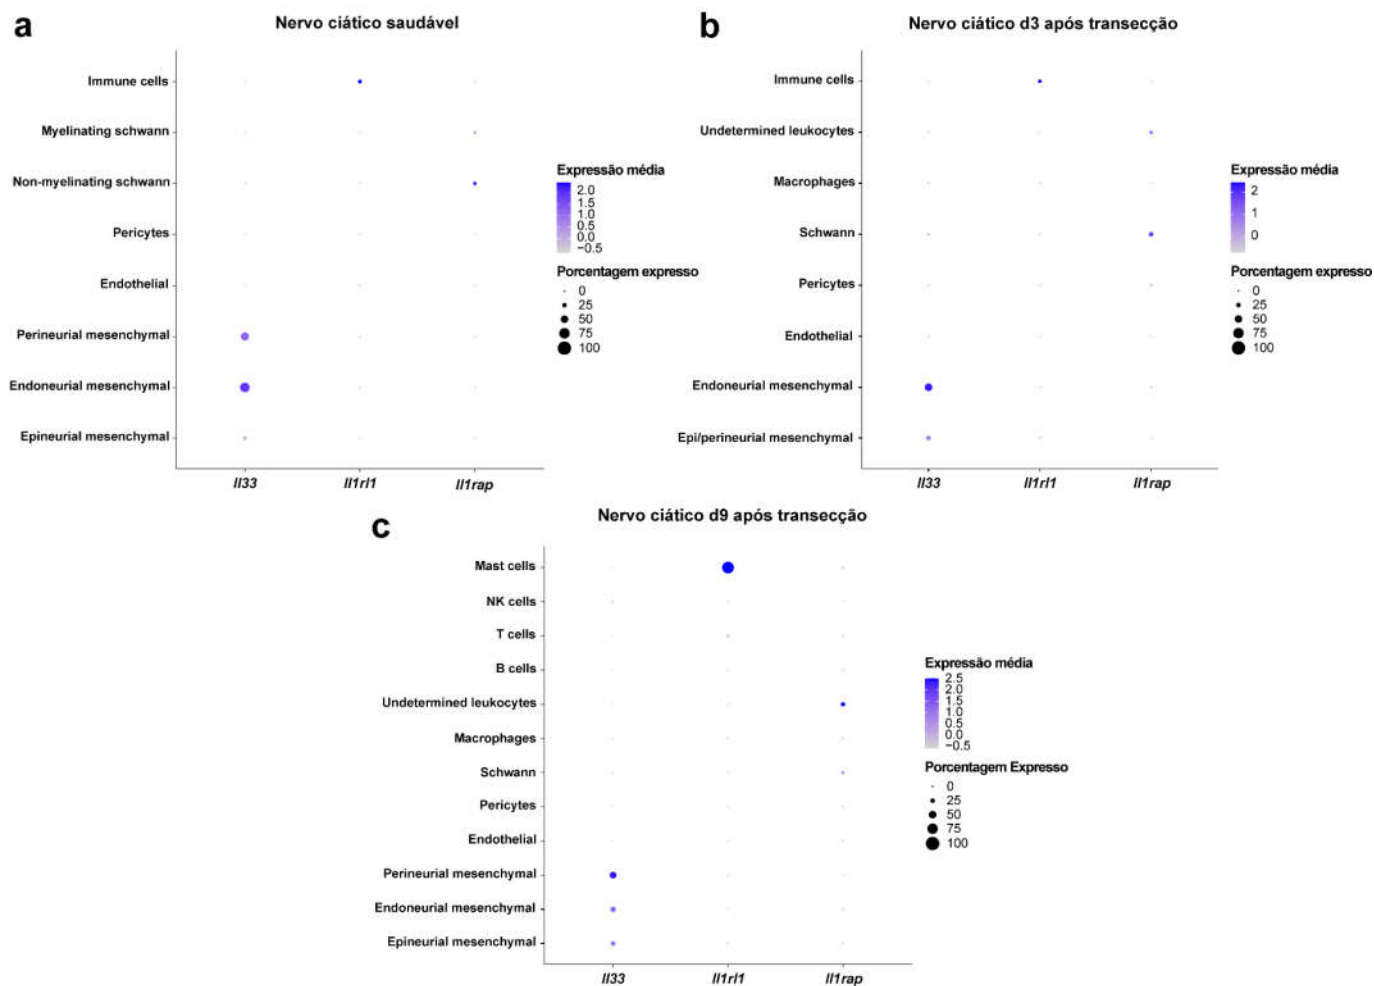 a
Nervo ciático saudável
Immune cells
Myelinating schwann
Non-myelinating schwann
Pericytes
Endothelial
Perineurial mesenchymal
Endoneurial mesenchymal
Epineurial mesenchymal
Il33
Il1rl1
Il1rap
Expressão média
2.0
1.5
1.0
0.5
0.0
−0.5
Porcentagem expresso
0
25
50
75
100
b
Nervo ciático d3 após transecção
Immune cells
Undetermined leukocytes
Macrophages
Schwann
Pericytes
Endothelial
Endoneurial mesenchymal
Epi/perineurial mesenchymal
Il33
Il1rl1
Il1rap
Expressão média
2
1
0
Porcentagem expresso
0
25
50
75
100
c
Nervo ciático d9 após transecção
Mast cells
NK cells
T cells
B cells
Undetermined leukocytes
Macrophages
Schwann
Pericytes
Endothelial
Perineurial mesenchymal
Endoneurial mesenchymal
Epineurial mesenchymal
Il33
Il1rl1
Il1rap
Expressão média
2.5
2.0
1.5
1.0
0.5
0.0
−0.5
Porcentagem Expresso
0
25
50
75
100